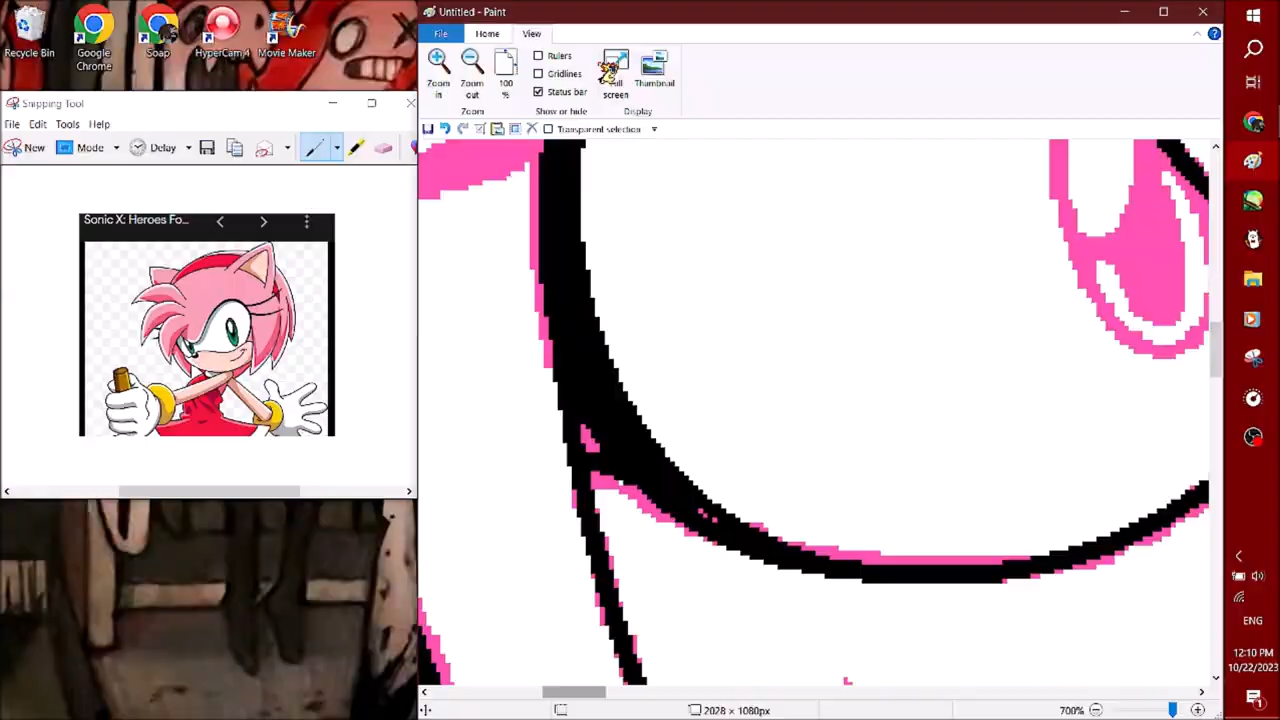 Recycle Bin
Google Chrome
Soap
HyperCam 4
Movie Maker
Snipping Tool
File Edit Tools Help
New Mode Delay
Sonic X: Heroes Fo...
Untitled - Paint
File Home View
Zoom in
Zoom out
100 %
Rulers
Gridlines
Status bar
Full screen
Thumbnail
Zoom Show or hide Display
Transparent selection
2028 × 1080px
700%
ENG
12:10 PM
10/22/2023
1